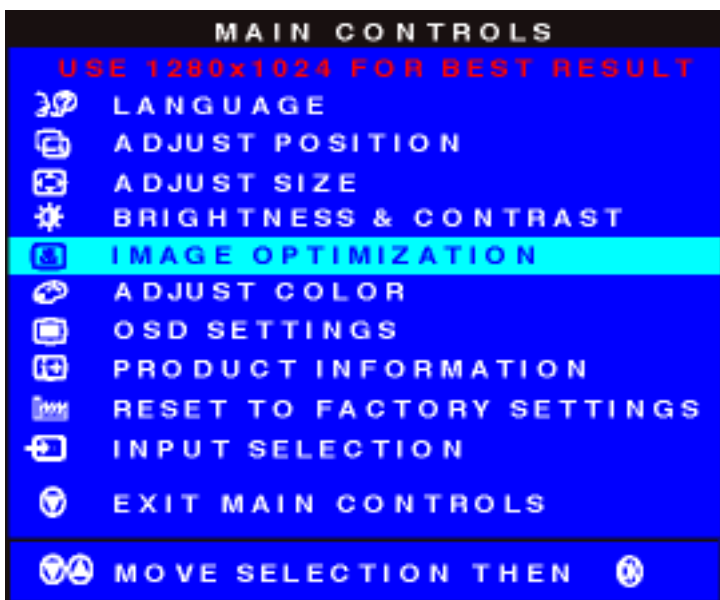 MAIN CONTROLS
USE 1280x1024 FOR BEST RESULT
LANGUAGE
ADJUST POSITION
ADJUST SIZE
BRIGHTNESS & CONTRAST
IMAGE OPTIMIZATION
ADJUST COLOR
OSD SETTINGS
PRODUCT INFORMATION
RESET TO FACTORY SETTINGS
INPUT SELECTION
EXIT MAIN CONTROLS
MOVE SELECTION THEN